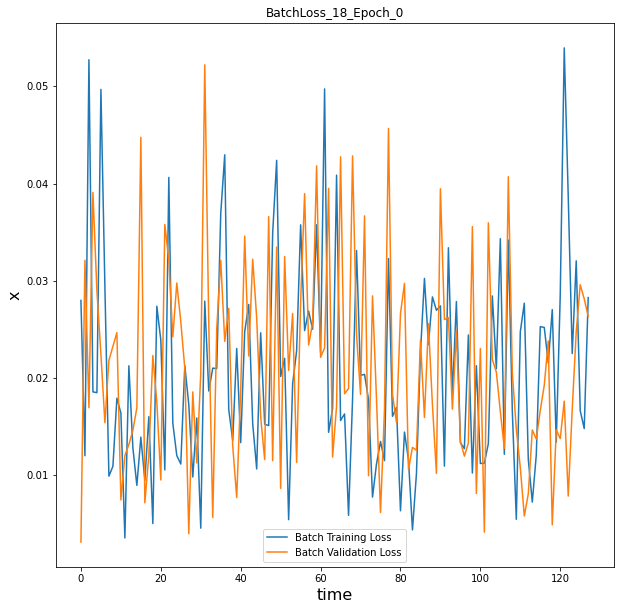 BatchLoss_18_Epoch_0
x
0.05
0.04
0.03
0.02
0.01
0 20 40 60 80 100 120
time
Batch Training Loss
Batch Validation Loss